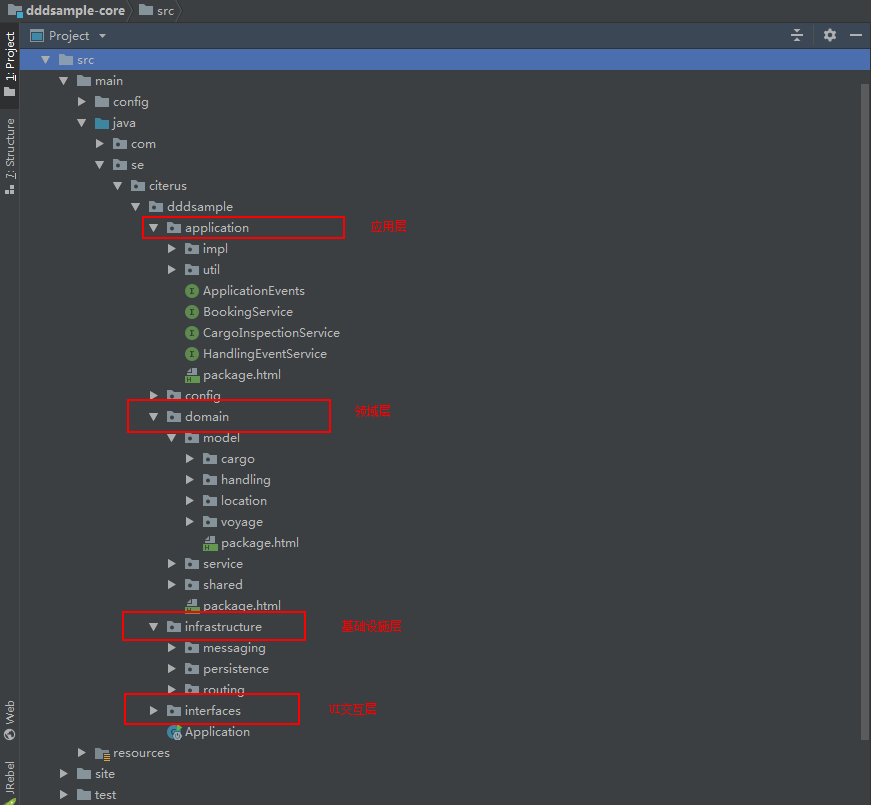 dddsample-core src
Project
1: Project
7: Structure
Web
JRebel
src
main
config
java
com
se
citerus
dddsample
application 应用层
impl
util
ApplicationEvents
BookingService
CargoInspectionService
HandlingEventService
package.html
config
domain 领域层
model
cargo
handling
location
voyage
package.html
service
shared
package.html
infrastructure 基础设施层
messaging
persistence
routing
interfaces 交互层
Application
resources
site
test